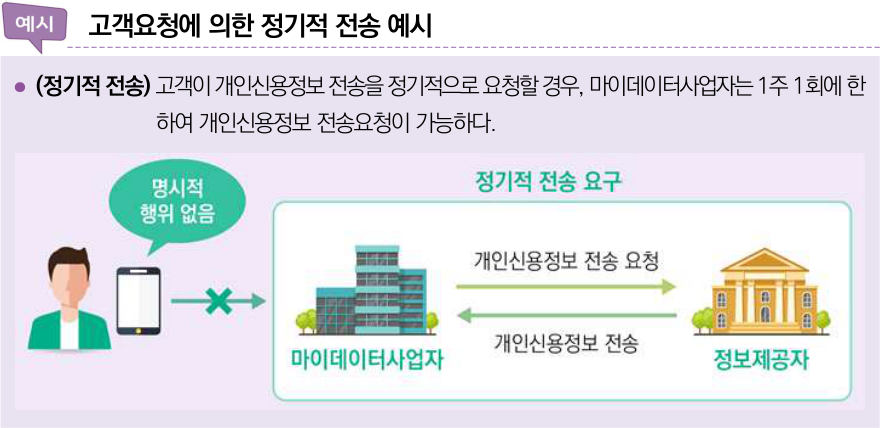 예시
고객요청에 의한 정기적 전송 예시
● (정기적 전송) 고객이 개인신용정보 전송을 정기적으로 요청할 경우, 마이데이터사업자는 1주 1회에 한
하여 개인신용정보 전송요청이 가능하다.
명시적
행위 없음
정기적 전송 요구
개인신용정보 전송 요청
개인신용정보 전송
마이데이터사업자
정보제공자